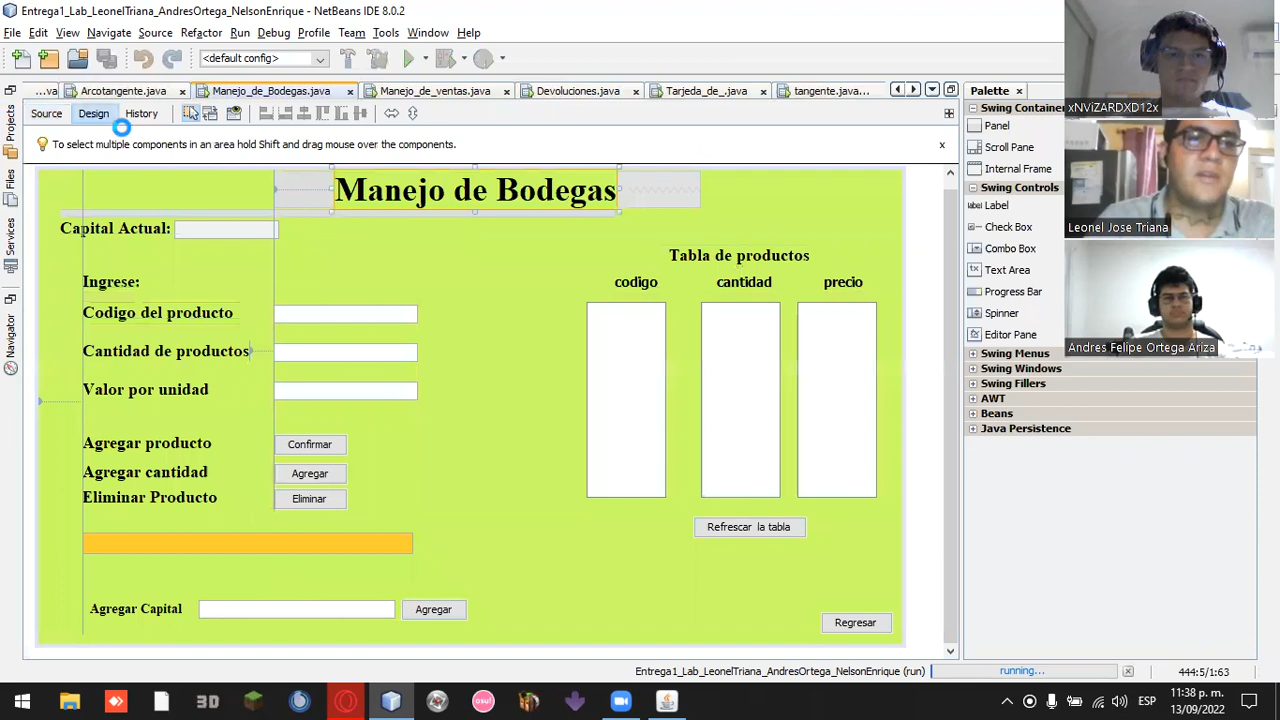 Entrega1_Lab_LeonelTriana_AndresOrtega_NelsonEnrique - NetBeans IDE 8.0.2
File Edit View Navigate Source Refactor Run Debug Profile Team Tools Window Help
<default config>
...va Arcotangente.java Manejo_de_Bodegas.java Manejo_de_ventas.java Devoluciones.java Tarjeda_de_.java tangente.java...
Source Design History
To select multiple components in an area hold Shift and drag mouse over the components. x
Projects
Files
Services
Navigator
Manejo de Bodegas
Capital Actual:
Ingrese:
Codigo del producto
Cantidad de productos
Valor por unidad
Agregar producto Confirmar
Agregar cantidad Agregar
Eliminar Producto Eliminar
Agregar Capital Agregar
Tabla de productos
codigo cantidad precio
Refrescar la tabla
Regresar
Palette
Swing Container
Panel
Scroll Pane
Internal Frame
Swing Controls
Label
Check Box
Combo Box
Text Area
Progress Bar
Spinner
Editor Pane
Swing Menus
Swing Windows
Swing Fillers
AWT
Beans
Java Persistence
xNViZARDXD12x
Leonel Jose Triana
Andres Felipe Ortega Ariza
Entrega1_Lab_LeonelTriana_AndresOrtega_NelsonEnrique (run) running... 444:5/1:63
3D
osu!
ESP
11:38 p. m.
13/09/2022